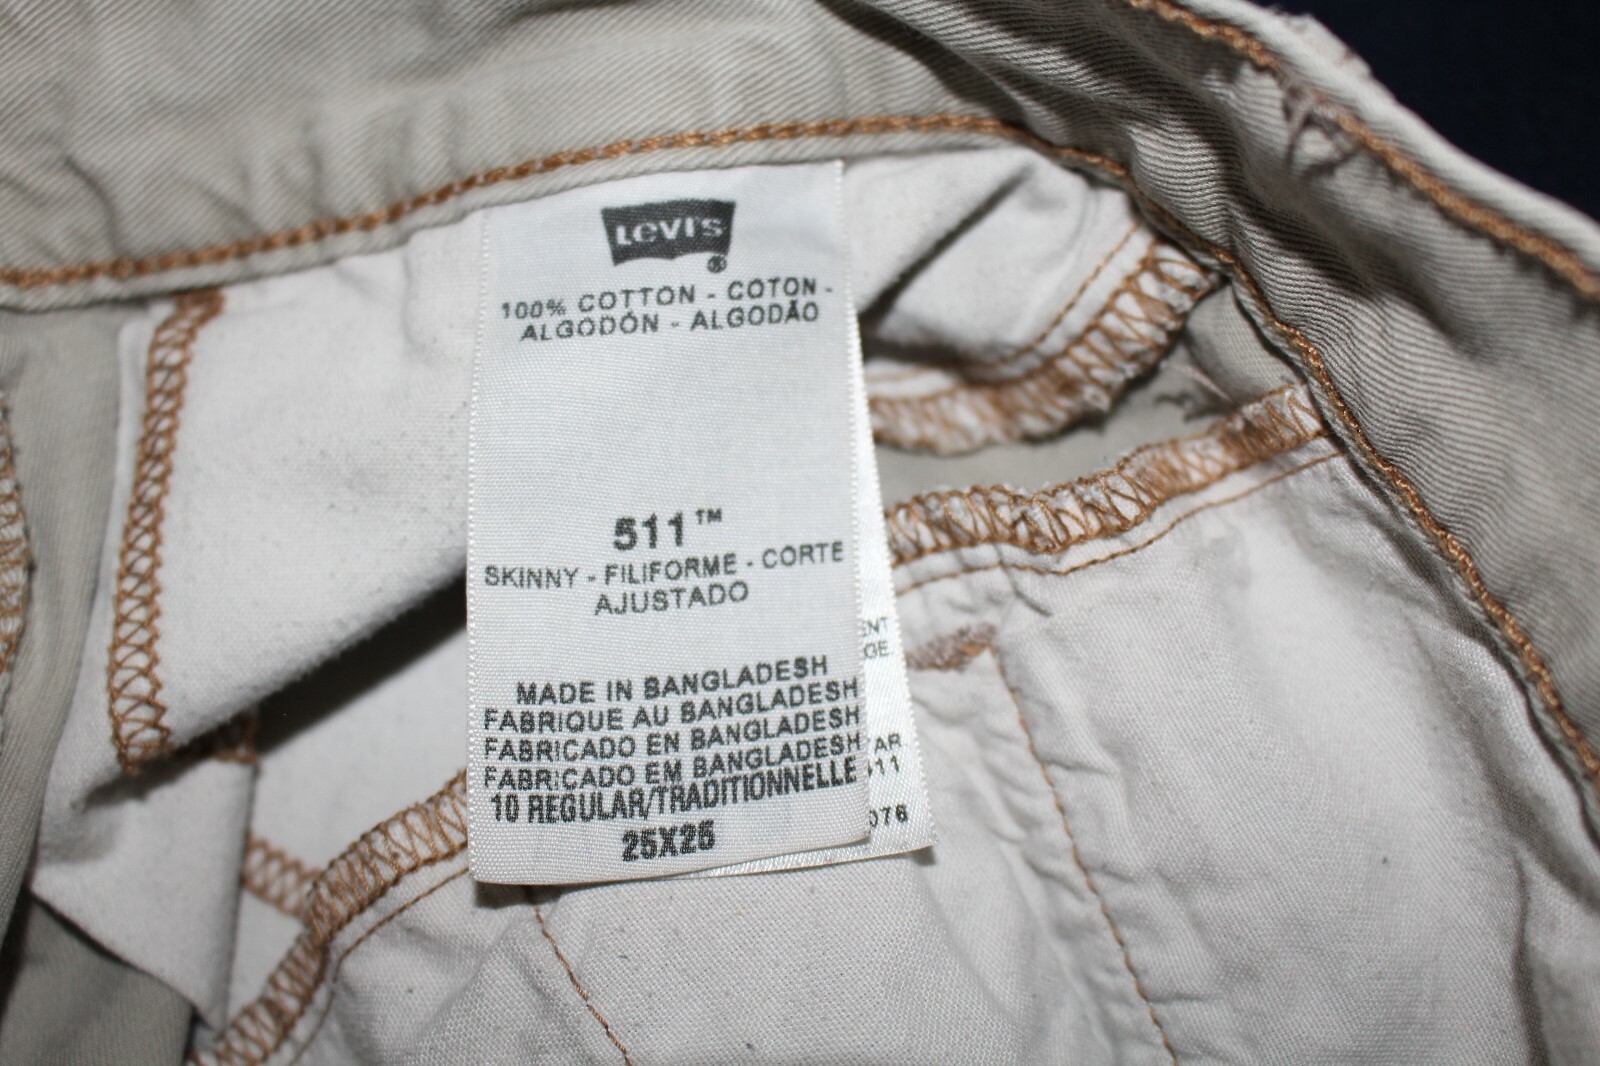 LEVI'S
®
100% COTTON - COTON -
ALGODÓN - ALGODÃO
511™
SKINNY - FILIFORME - CORTE
AJUSTADO
MADE IN BANGLADESH
FABRIQUE AU BANGLADESH
FABRICADO EN BANGLADESH
FABRICADO EM BANGLADESH
10 REGULAR/TRADITIONNELLE
25X25
076